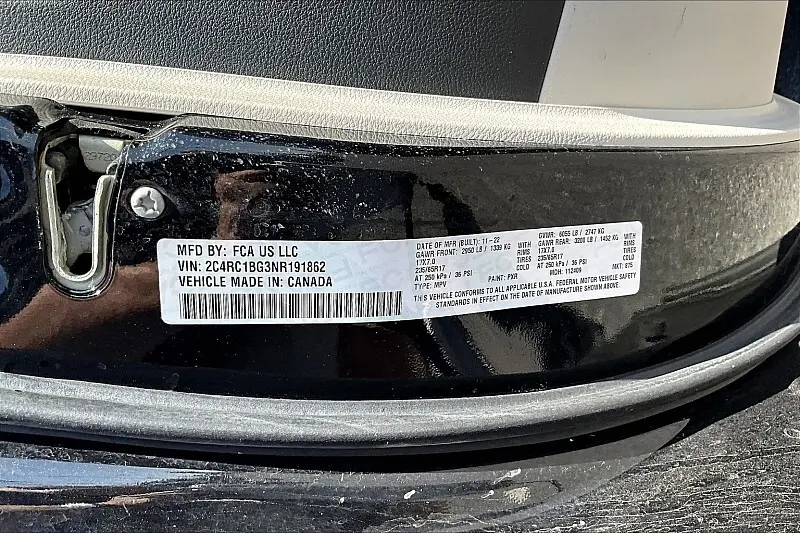 29720
MFD BY: FCA US LLC
VIN: 2C4RC1BG3NR191862
VEHICLE MADE IN: CANADA
DATE OF MFR (BUILT): 11-22 GVWR: 6055 LB / 2747 KG
GAWR FRONT: 2950 LB / 1339 KG WITH GAWR REAR: 3200 LB / 1452 KG WITH
17X7.0 RIMS 17X7.0 RIMS
235/65R17 TIRES 235/65R17 TIRES
AT 250 kPa / 36 PSI COLD AT 250 kPa / 36 PSI COLD
TYPE: MPV PAINT: PXR MDH: 112409 MKT: 875
THIS VEHICLE CONFORMS TO ALL APPLICABLE U.S.A. FEDERAL MOTOR VEHICLE SAFETY
STANDARDS IN EFFECT ON THE DATE OF MANUFACTURE SHOWN ABOVE.